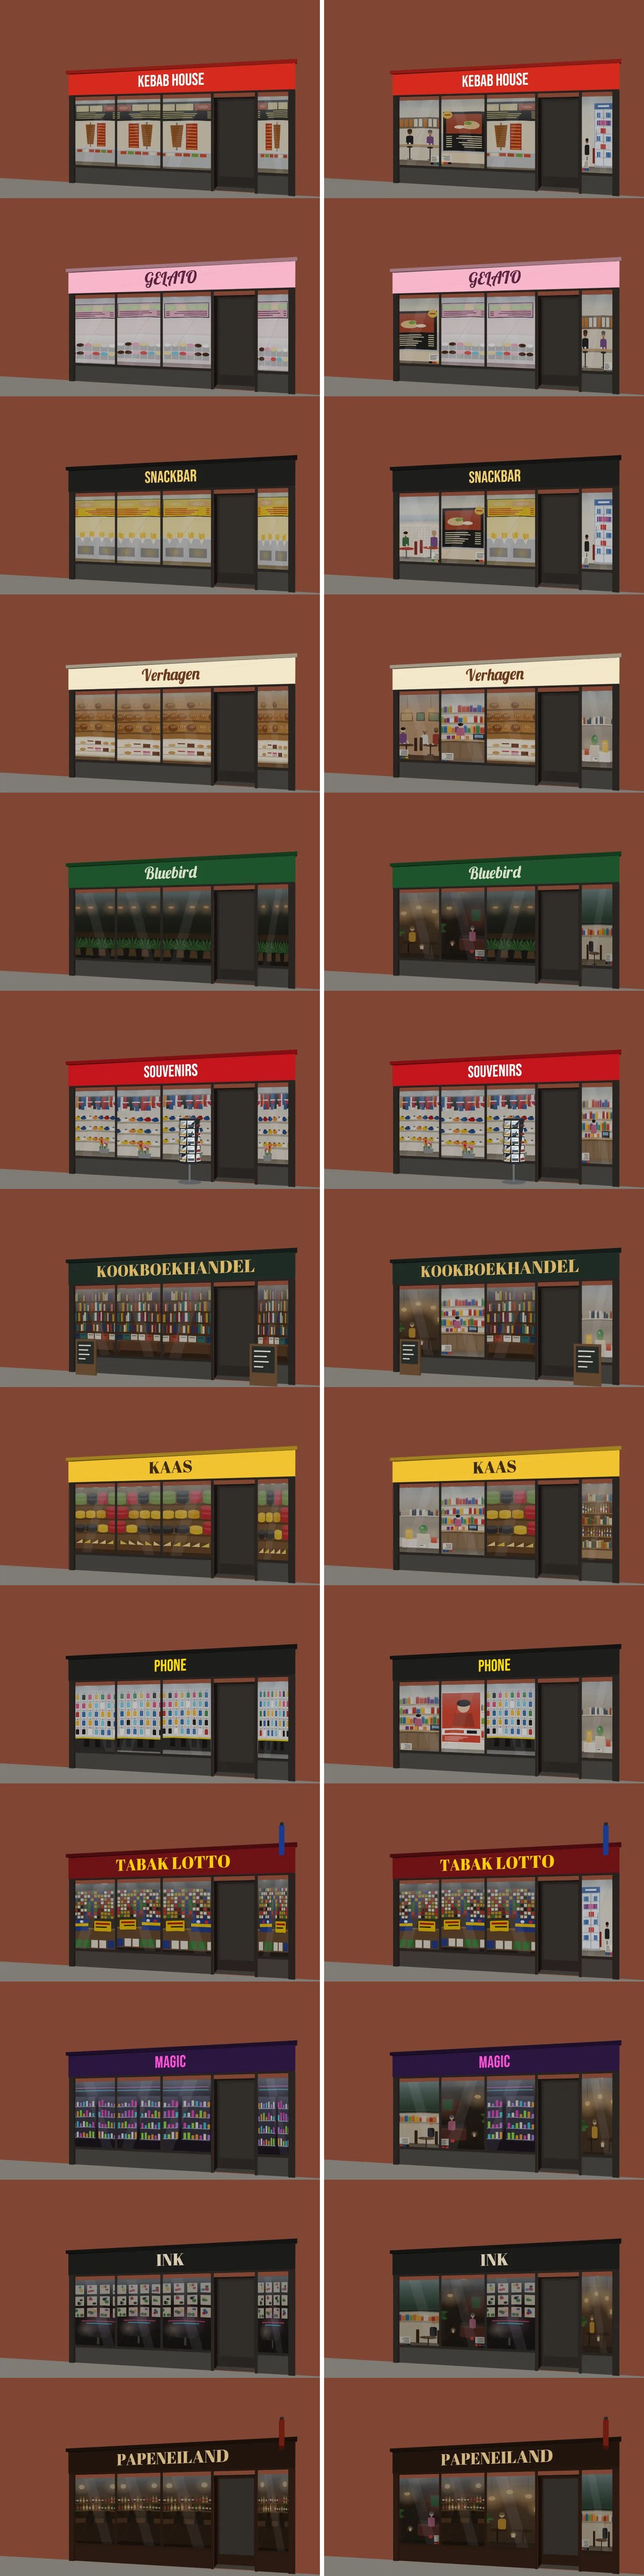 KEBAB HOUSE KEBAB HOUSE
GELATO GELATO
SNACKBAR SNACKBAR
Verhagen Verhagen
Bluebird Bluebird
SOUVENIRS SOUVENIRS
KOOKBOEKHANDEL KOOKBOEKHANDEL
KAAS KAAS
PHONE PHONE
TABAK LOTTO TABAK LOTTO
MAGIC MAGIC
INK INK
PAPENEILAND PAPENEILAND